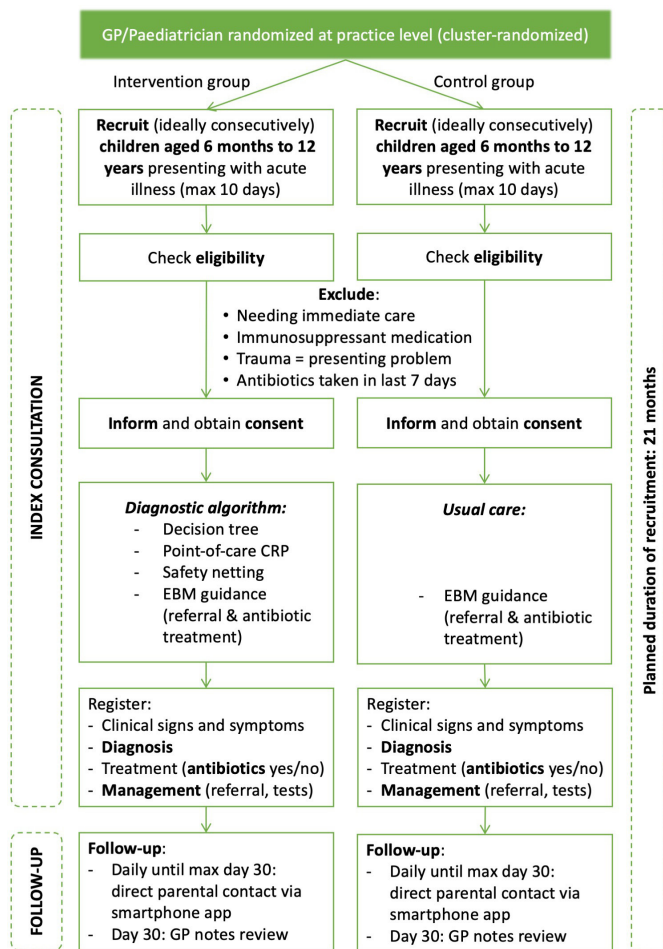 GP/Paediatrician randomized at practice level (cluster-randomized)
Intervention group
Control group
Recruit (ideally consecutively)
children aged 6 months to 12
years presenting with acute
illness (max 10 days)
Recruit (ideally consecutively)
children aged 6 months to 12
years presenting with acute
illness (max 10 days)
Check eligibility
Check eligibility
Exclude:
• Needing immediate care
• Immunosuppressant medication
• Trauma = presenting problem
• Antibiotics taken in last 7 days
Inform and obtain consent
Inform and obtain consent
Diagnostic algorithm:
- Decision tree
- Point-of-care CRP
- Safety netting
- EBM guidance
(referral & antibiotic
treatment)
Usual care:
- EBM guidance
(referral & antibiotic
treatment)
Register:
- Clinical signs and symptoms
- Diagnosis
- Treatment (antibiotics yes/no)
- Management (referral, tests)
Register:
- Clinical signs and symptoms
- Diagnosis
- Treatment (antibiotics yes/no)
- Management (referral, tests)
Follow-up:
- Daily until max day 30:
direct parental contact via
smartphone app
- Day 30: GP notes review
Follow-up:
- Daily until max day 30:
direct parental contact via
smartphone app
- Day 30: GP notes review
INDEX CONSULTATION
FOLLOW-UP
Planned duration of recruitment: 21 months